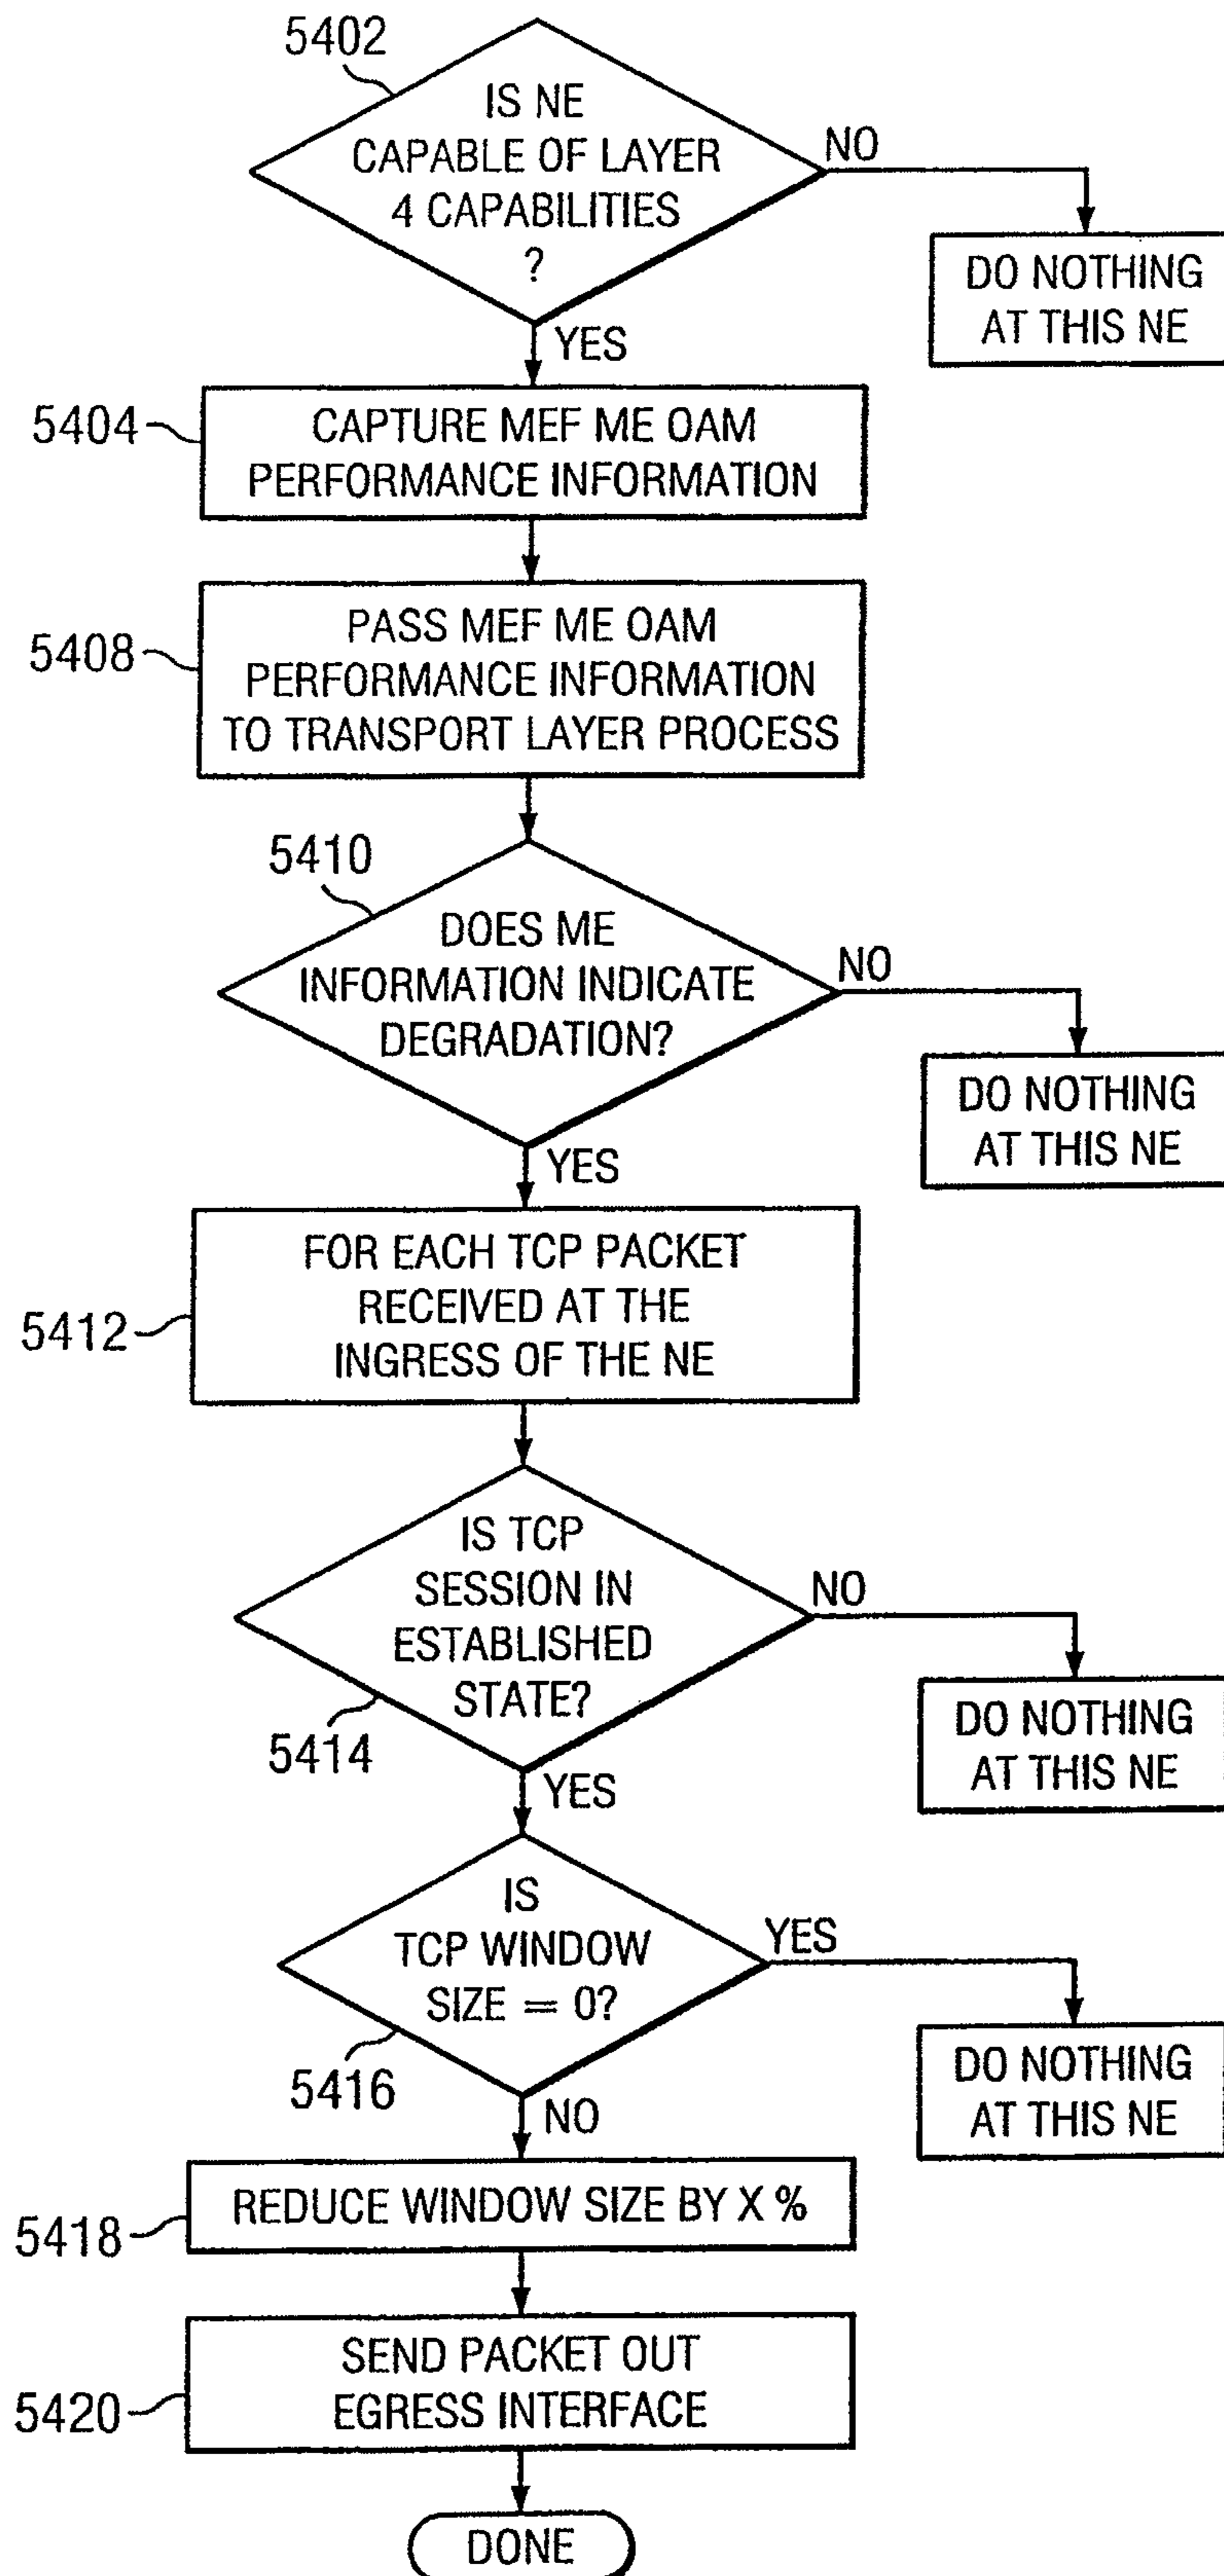 5402
IS NE
CAPABLE OF LAYER
4 CAPABILITIES
?
NO
DO NOTHING
AT THIS NE
YES
5404
CAPTURE MEF ME OAM
PERFORMANCE INFORMATION
5408
PASS MEF ME OAM
PERFORMANCE INFORMATION
TO TRANSPORT LAYER PROCESS
5410
DOES ME
INFORMATION INDICATE
DEGRADATION?
NO
DO NOTHING
AT THIS NE
YES
5412
FOR EACH TCP PACKET
RECEIVED AT THE
INGRESS OF THE NE
IS TCP
SESSION IN
ESTABLISHED
STATE?
5414
NO
DO NOTHING
AT THIS NE
YES
IS
TCP WINDOW
SIZE = 0?
5416
YES
DO NOTHING
AT THIS NE
NO
5418
REDUCE WINDOW SIZE BY X %
5420
SEND PACKET OUT
EGRESS INTERFACE
DONE